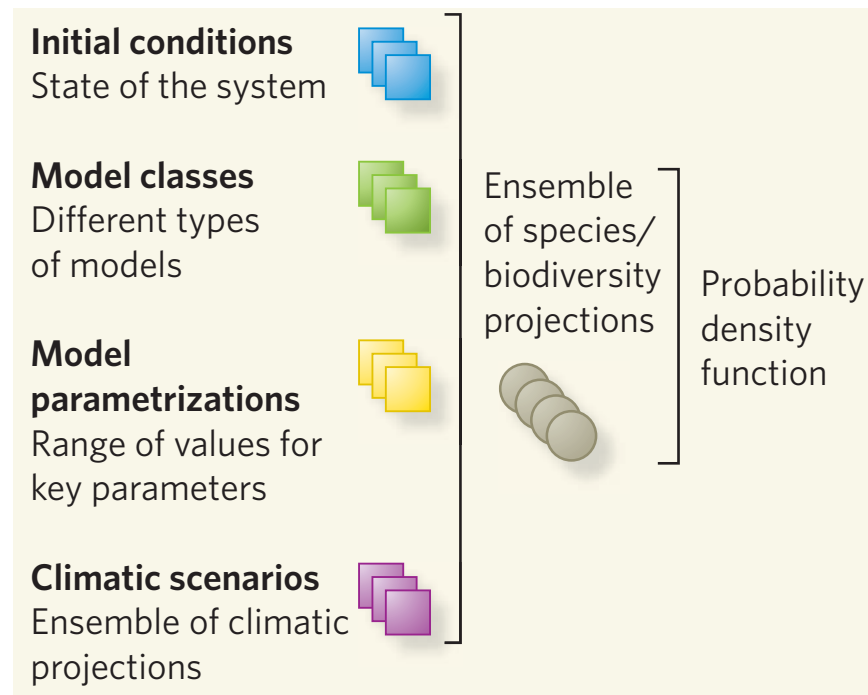 Initial conditions
State of the system
Model classes
Different types
of models
Model
parametrizations
Range of values for
key parameters
Climatic scenarios
Ensemble of climatic
projections
Ensemble
of species/
biodiversity
projections
Probability
density
function